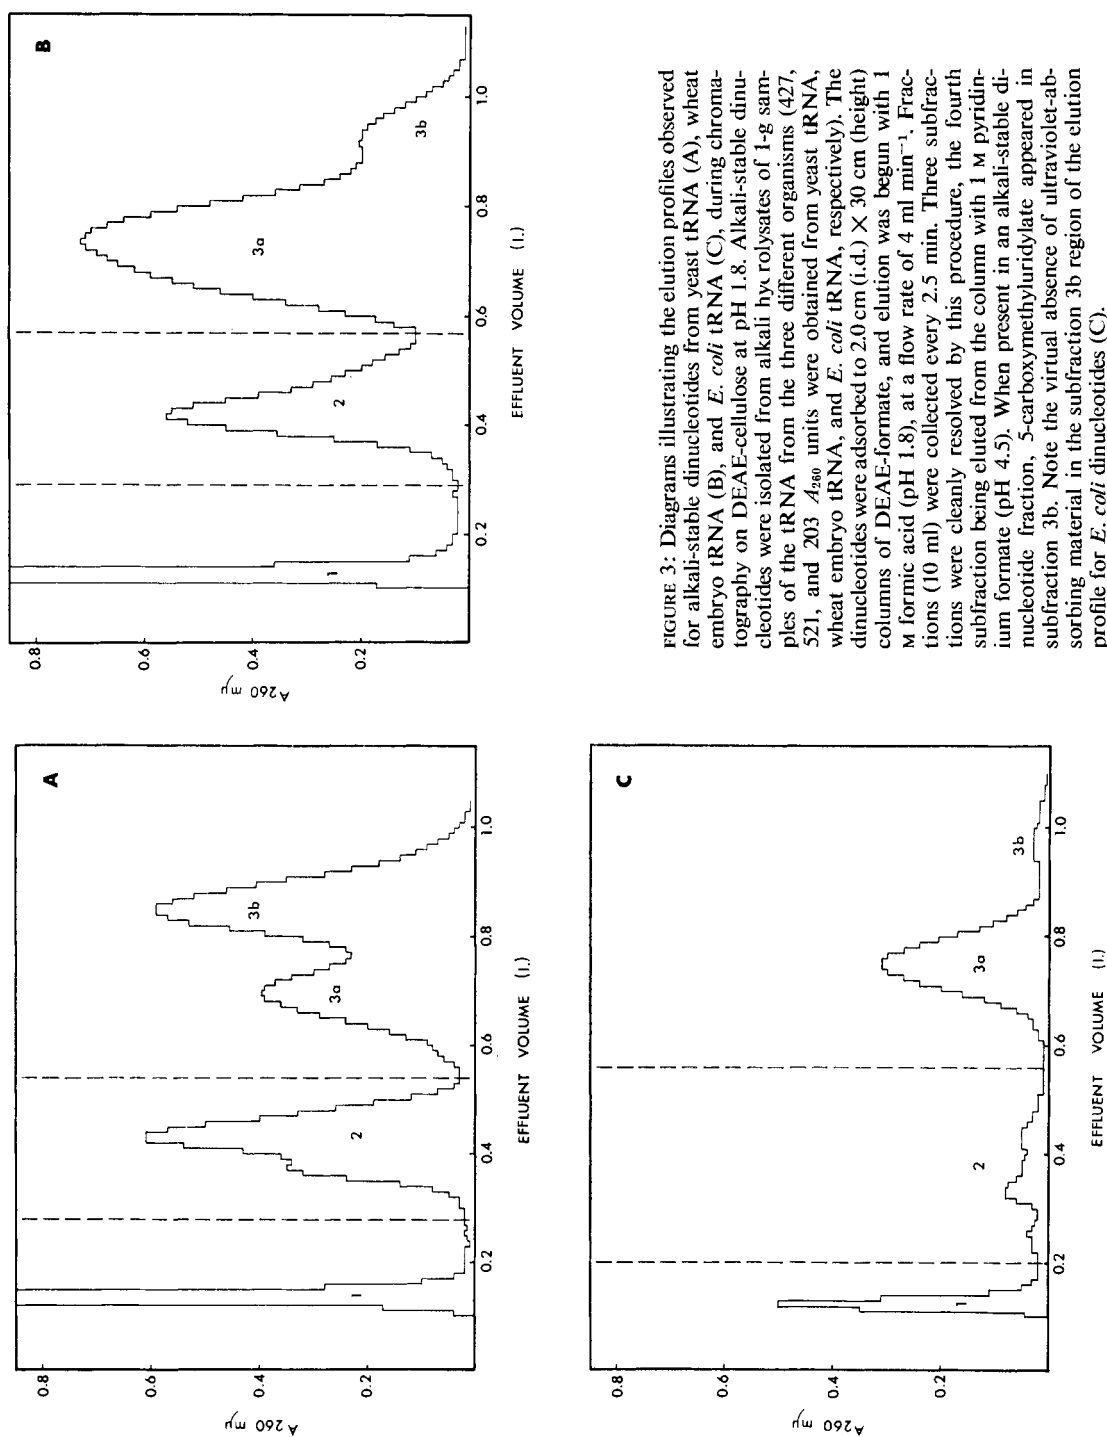 A
0.8
0.6
0.4
0.2
A 260 mμ
1
2
3a
3b
0.2 0.4 0.6 0.8 1.0
EFFLUENT VOLUME (l.)
B
0.8
0.6
0.4
0.2
A 260 mμ
1
2
3a
3b
0.2 0.4 0.6 0.8 1.0
EFFLUENT VOLUME (l.)
C
0.8
0.6
0.4
0.2
A 260 mμ
1
2
3a
3b
0.2 0.4 0.6 0.8 1.0
EFFLUENT VOLUME (l.)
FIGURE 3: Diagrams illustrating the elution profiles observed
for alkali-stable dinucleotides from yeast tRNA (A), wheat
embryo tRNA (B), and E. coli tRNA (C), during chroma-
tography on DEAE-cellulose at pH 1.8. Alkali-stable dinu-
cleotides were isolated from alkali hydrolysates of 1-g sam-
ples of the tRNA from the three different organisms (427,
521, and 203 A260 units were obtained from yeast tRNA,
wheat embryo tRNA, and E. coli tRNA, respectively). The
dinucleotides were adsorbed to 2.0 cm (i.d.) × 30 cm (height)
columns of DEAE-formate, and elution was begun with 1
M formic acid (pH 1.8), at a flow rate of 4 ml min⁻¹. Frac-
tions (10 ml) were collected every 2.5 min. Three subfrac-
tions were cleanly resolved by this procedure, the fourth
subfraction being eluted from the column with 1 M pyridin-
ium formate (pH 4.5). When present in an alkali-stable di-
nucleotide fraction, 5-carboxymethyluridylate appeared in
subfraction 3b. Note the virtual absence of ultraviolet-ab-
sorbing material in the subfraction 3b region of the elution
profile for E. coli dinucleotides (C).